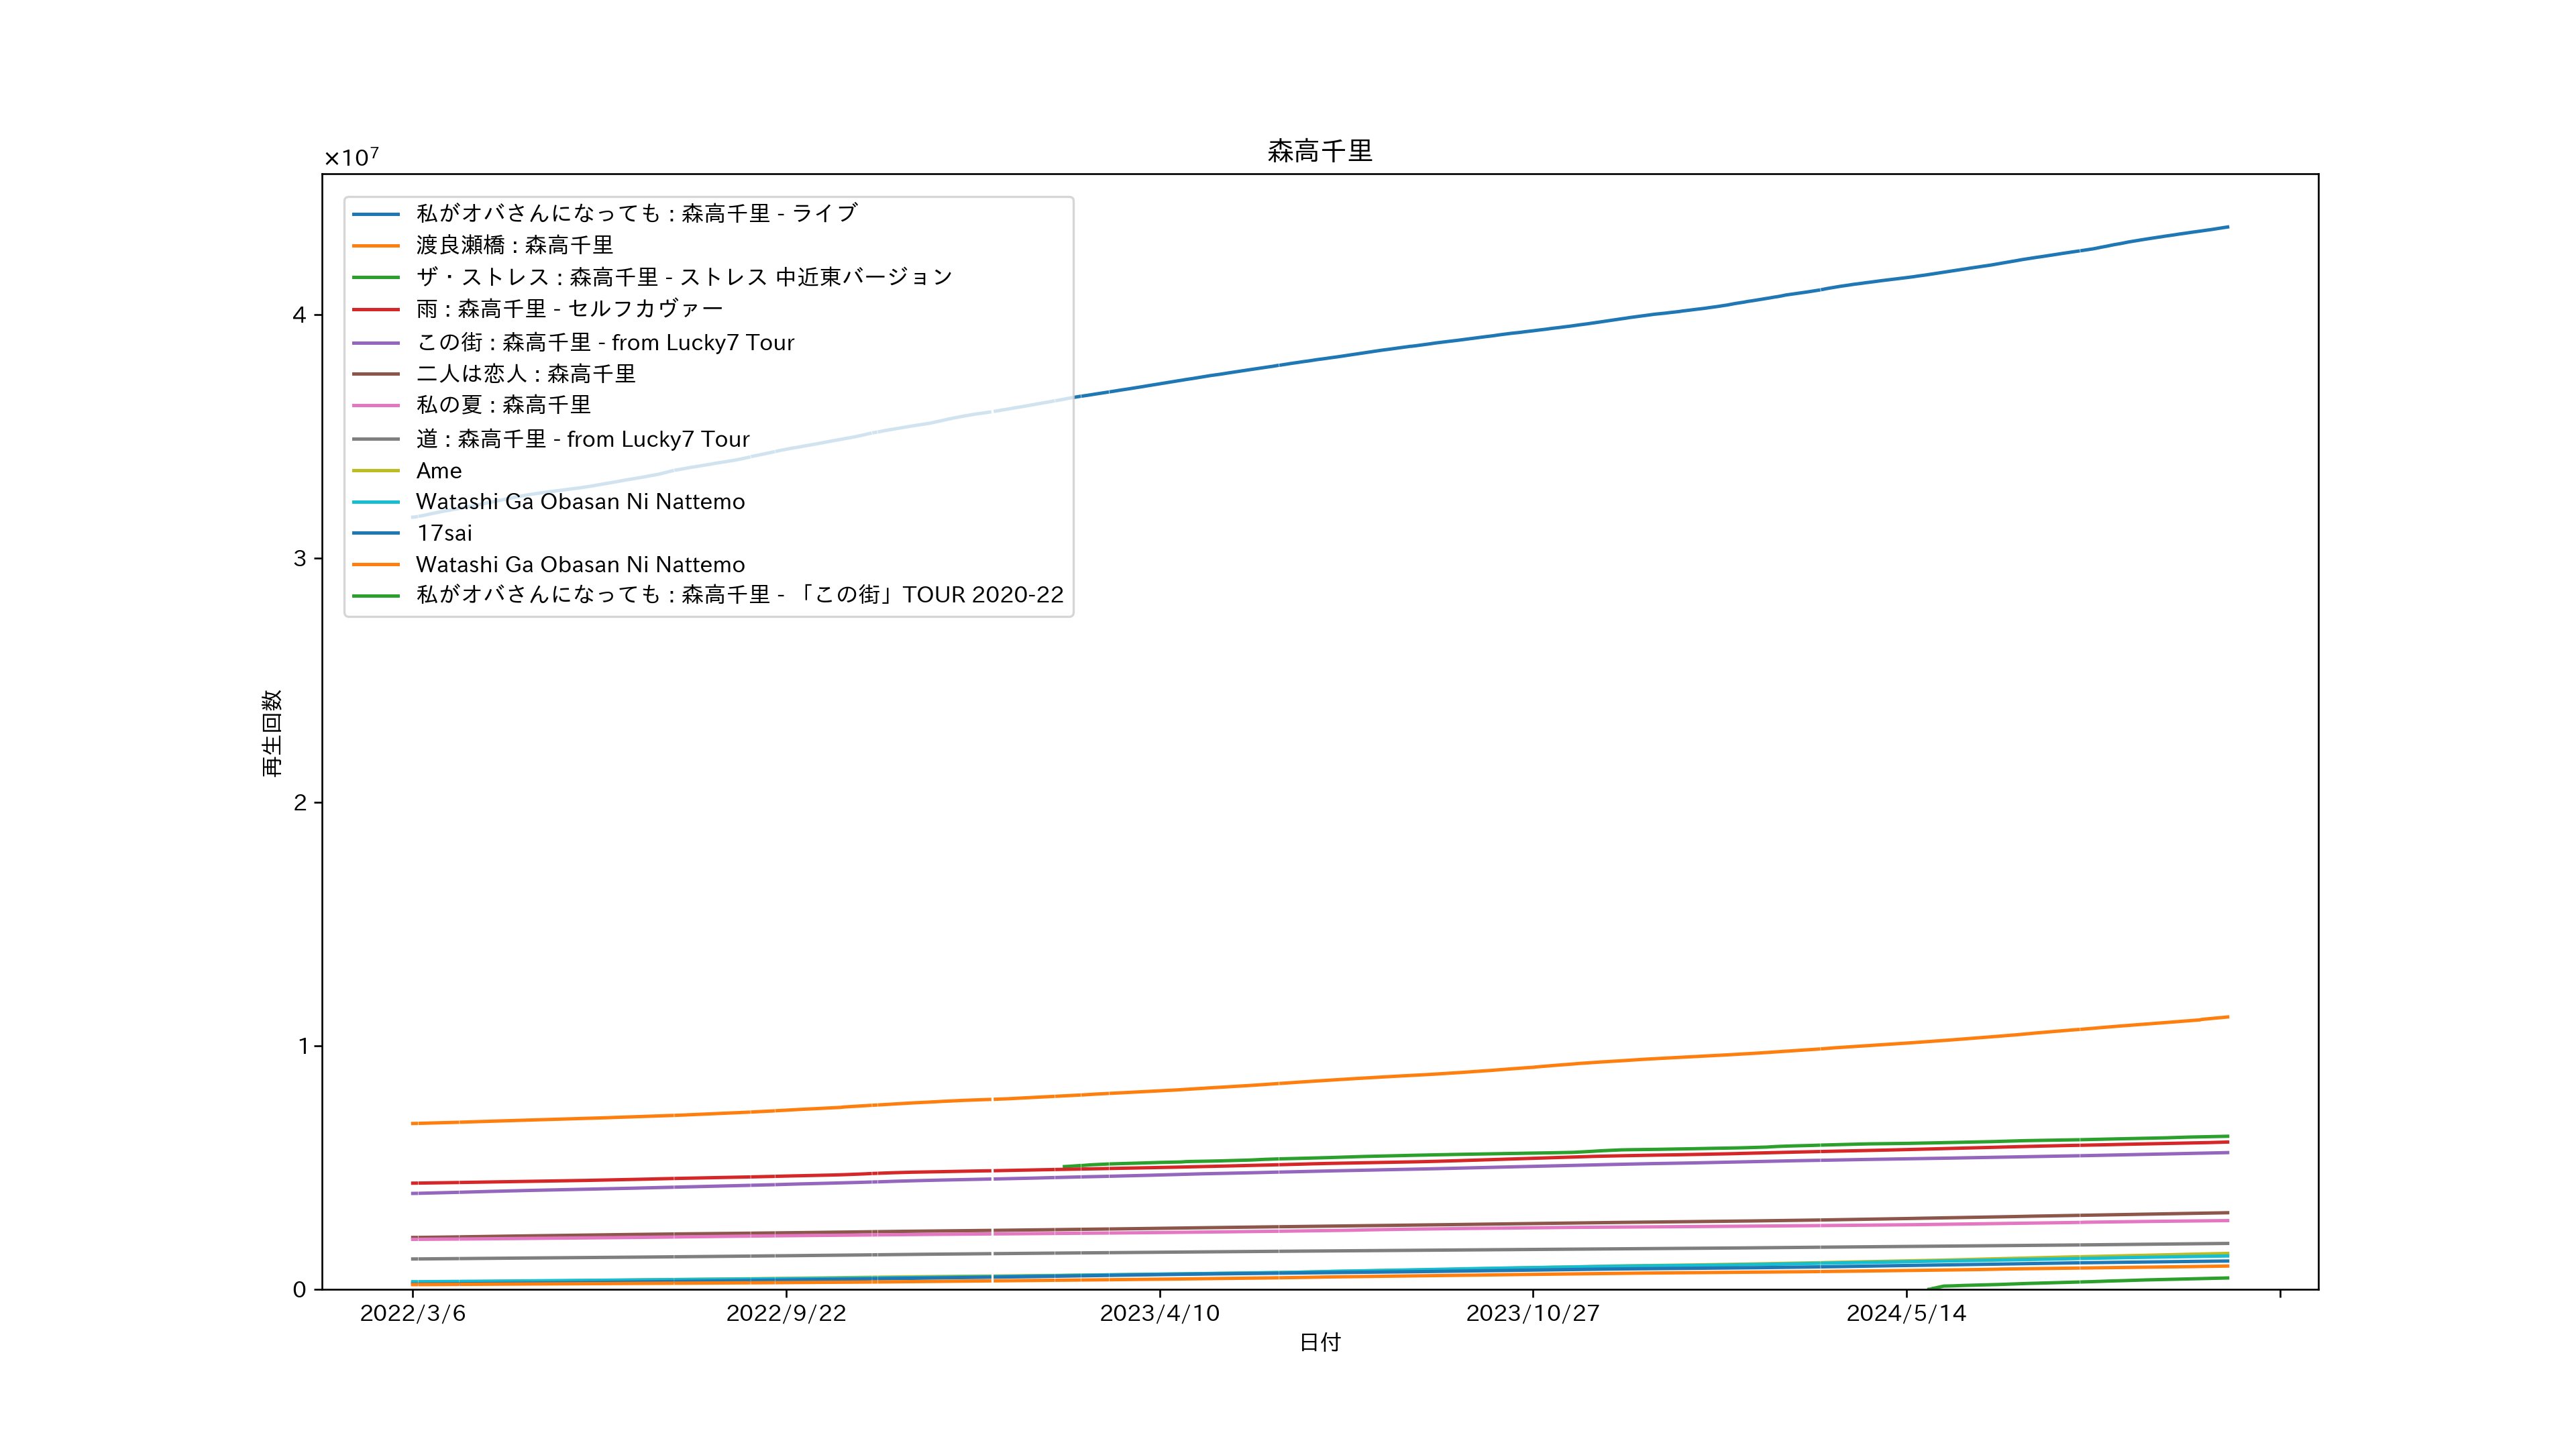 森高千里
×10⁷
私がオバさんになっても : 森高千里 - ライブ
渡良瀬橋 : 森高千里
ザ・ストレス : 森高千里 - ストレス 中近東バージョン
雨 : 森高千里 - セルフカヴァー
この街 : 森高千里 - from Lucky7 Tour
二人は恋人 : 森高千里
私の夏 : 森高千里
道 : 森高千里 - from Lucky7 Tour
Ame
Watashi Ga Obasan Ni Nattemo
17sai
Watashi Ga Obasan Ni Nattemo
私がオバさんになっても : 森高千里 - 「この街」TOUR 2020-22
4
3
2
1
0
再生回数
2022/3/6 2022/9/22 2023/4/10 2023/10/27 2024/5/14
日付